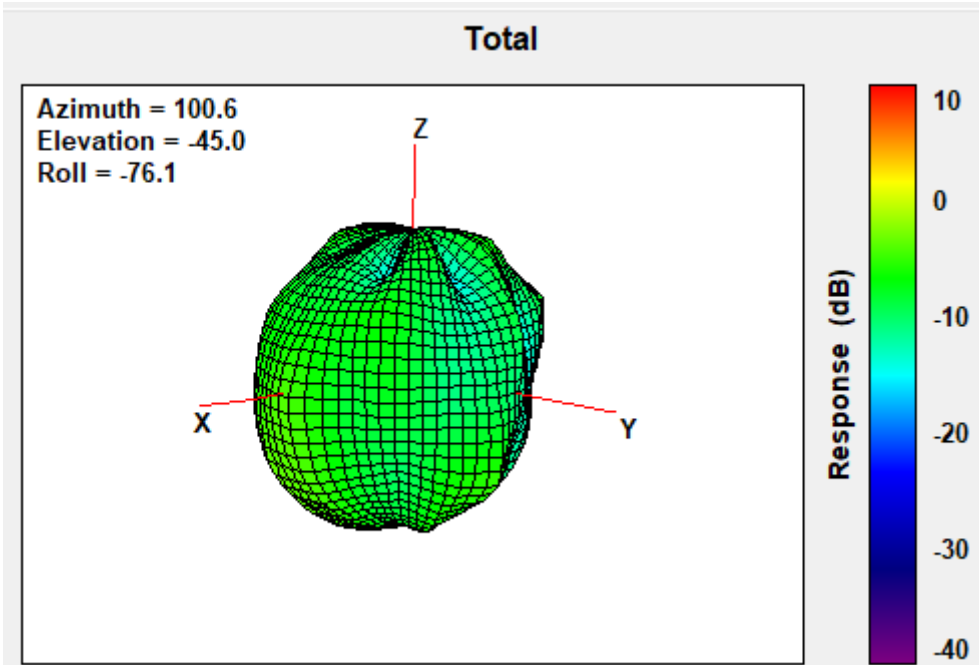 Total
Azimuth = 100.6
Elevation = -45.0
Roll = -76.1
Z
X
Y
10
0
-10
-20
-30
-40
Response (dB)